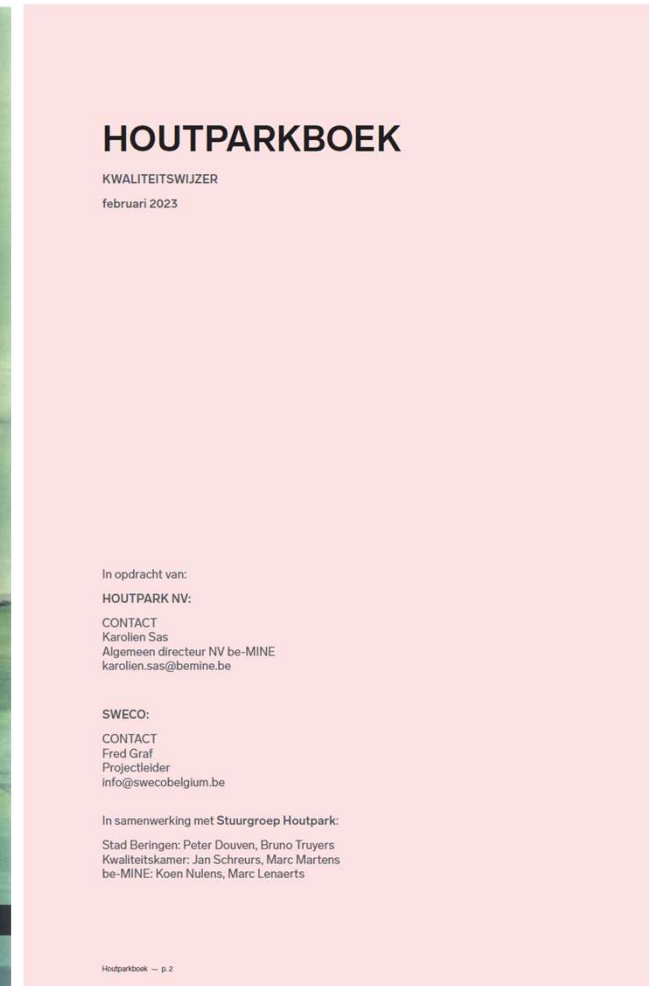 HOUTPARKBOEK
KWALITEITSWIJZER
februari 2023
In opdracht van:
HOUTPARK NV:
CONTACT
Karolien Sas
Algemeen directeur NV be-MINE
karolien.sas@bemine.be
SWECO:
CONTACT
Fred Graf
Projectleider
info@swecobelgium.be
In samenwerking met Stuurgroep Houtpark:
Stad Beringen: Peter Douven, Bruno Truyers
Kwaliteitskamer: Jan Schreurs, Marc Martens
be-MINE: Koen Nulens, Marc Lenaerts
Houtparkboek — p. 2